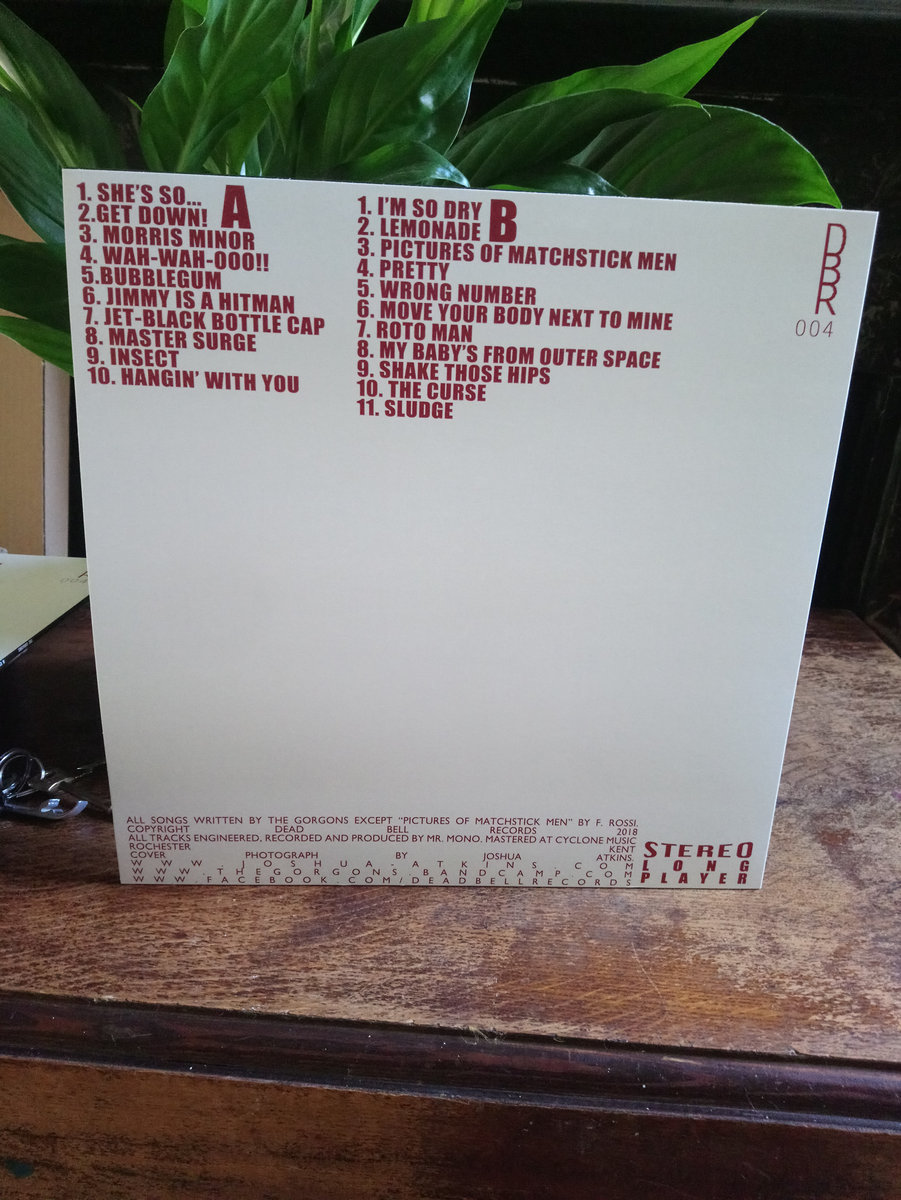 A
1. SHE'S SO...
2.GET DOWN!
3. MORRIS MINOR
4. WAH-WAH-OOO!!
5.BUBBLEGUM
6. JIMMY IS A HITMAN
7. JET-BLACK BOTTLE CAP
8. MASTER SURGE
9. INSECT
10. HANGIN' WITH YOU
B
1. I'M SO DRY
2. LEMONADE
3. PICTURES OF MATCHSTICK MEN
4. PRETTY
5. WRONG NUMBER
6. MOVE YOUR BODY NEXT TO MINE
7. ROTO MAN
8. MY BABY'S FROM OUTER SPACE
9. SHAKE THOSE HIPS
10. THE CURSE
11. SLUDGE
DBR
004
ALL SONGS WRITTEN BY THE GORGONS EXCEPT "PICTURES OF MATCHSTICK MEN" BY F. ROSSI.
COPYRIGHT DEAD BELL RECORDS 2018
ALL TRACKS ENGINEERED, RECORDED AND PRODUCED BY MR. MONO. MASTERED AT CYCLONE MUSIC
ROCHESTER KENT
COVER PHOTOGRAPH BY JOSHUA ATKINS.
WWW.JOSHUA-ATKINS.COM
WWW.THEGORGONS.BANDCAMP.COM
WWW.FACEBOOK.COM/DEADBELLRECORDS
STEREO
LONG
PLAYER
004